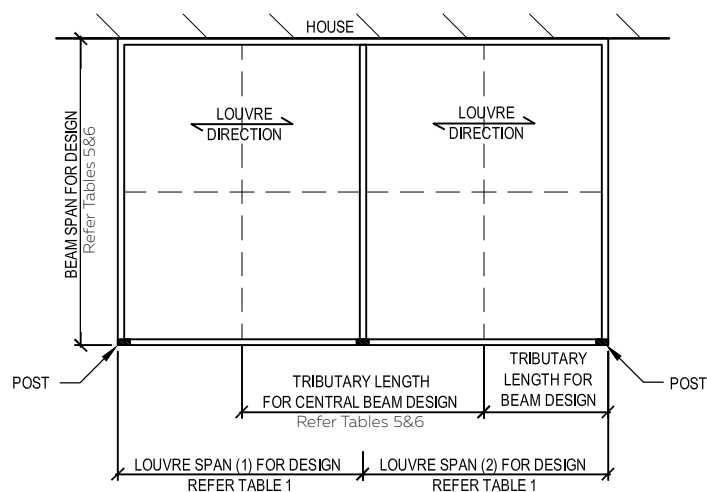 HOUSE
BEAM SPAN FOR DESIGN
Refer Tables 5&6
LOUVRE
DIRECTION
LOUVRE
DIRECTION
POST
TRIBUTARY LENGTH
FOR CENTRAL BEAM DESIGN
Refer Tables 5&6
TRIBUTARY
LENGTH FOR
BEAM DESIGN
POST
LOUVRE SPAN (1) FOR DESIGN
REFER TABLE 1
LOUVRE SPAN (2) FOR DESIGN
REFER TABLE 1